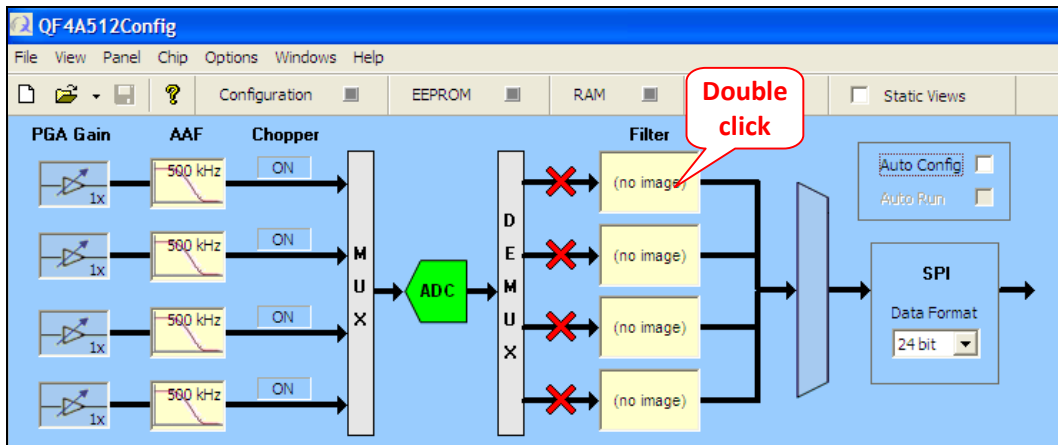 QF4A512Config
File View Panel Chip Options Windows Help
Configuration EEPROM RAM Static Views
Double
click
PGA Gain AAF Chopper Filter
1x 500 kHz ON (no image)
1x 500 kHz ON (no image)
1x 500 kHz ON (no image)
1x 500 kHz ON (no image)
M
U
X
ADC
D
E
M
U
X
Auto Config
Auto Run
SPI
Data Format
24 bit